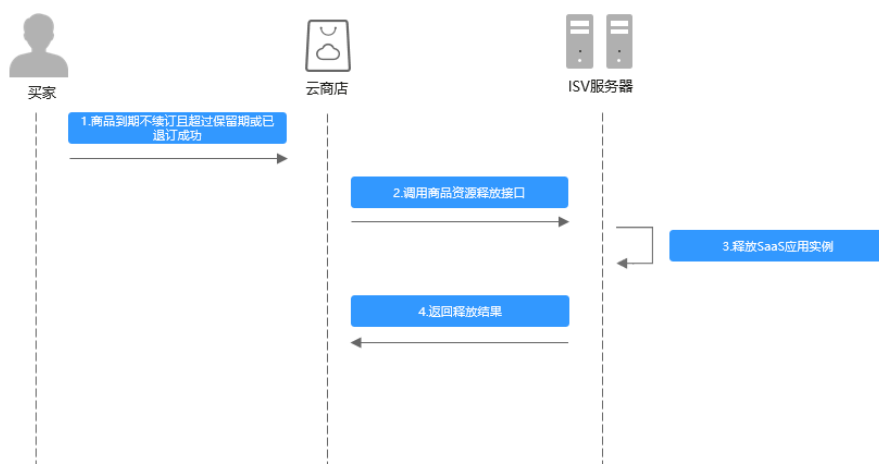 买家
云商店
ISV服务器
1.商品到期不续订且超过保留期或已
退订成功
2.调用商品资源释放接口
3.释放SaaS应用实例
4.返回释放结果